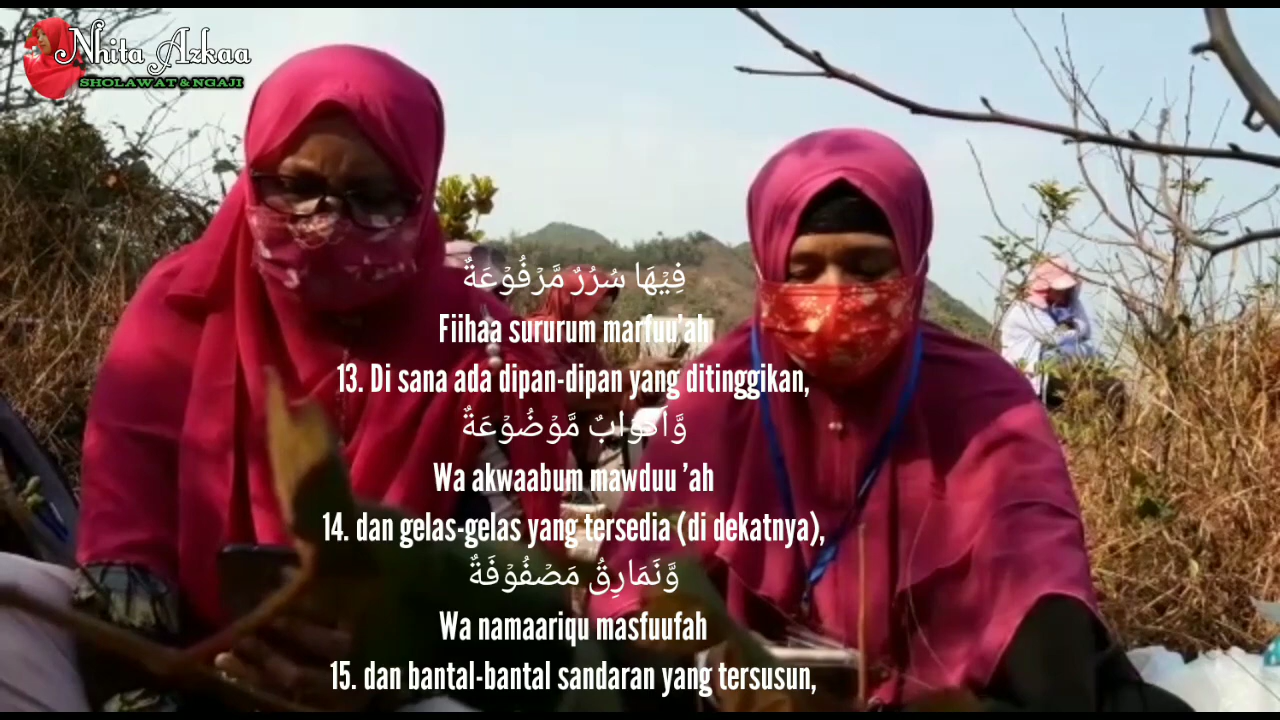 Nhita Azkaa
SHOLAWAT & NGAJI
فِيْهَا سُرُرٌ مَّرْفُوْعَةٌ
Fiihaa sururum marfuu'ah
13. Di sana ada dipan-dipan yang ditinggikan,
وَّاَكْوَابٌ مَّوْضُوْعَةٌ
Wa akwaabum mawduu 'ah
14. dan gelas-gelas yang tersedia (di dekatnya),
وَّنَمَارِقُ مَصْفُوْفَةٌ
Wa namaariqu masfuufah
15. dan bantal-bantal sandaran yang tersusun,